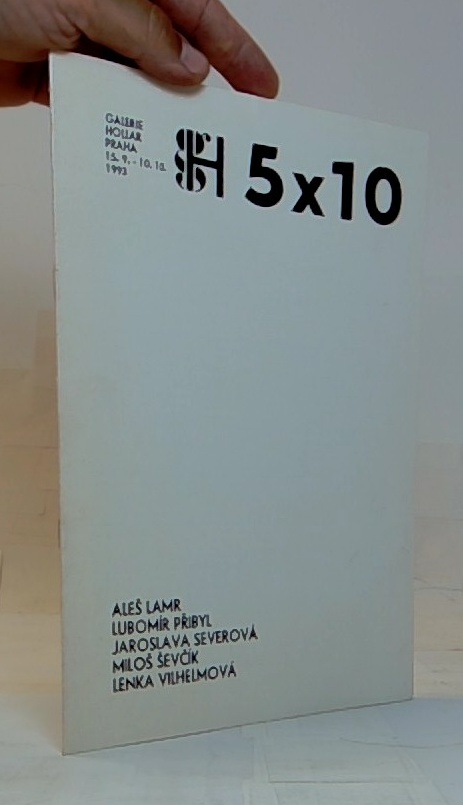 GALERIE
HOLLAR
PRAHA
15. 9. - 10. 10.
1993
5x10
ALEŠ LAMR
LUBOMÍR PŘIBYL
JAROSLAVA SEVEROVÁ
MILOŠ ŠEVČÍK
LENKA VILHELMOVÁ